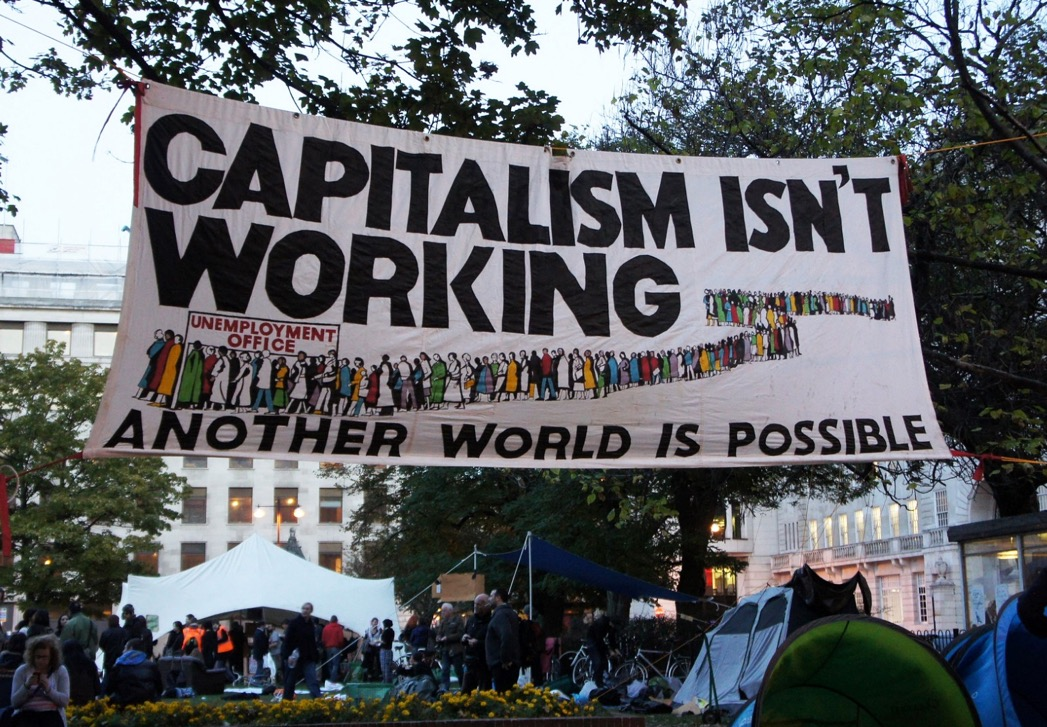 CAPITALISM ISN'T
WORKING
UNEMPLOYMENT
OFFICE
ANOTHER WORLD IS POSSIBLE